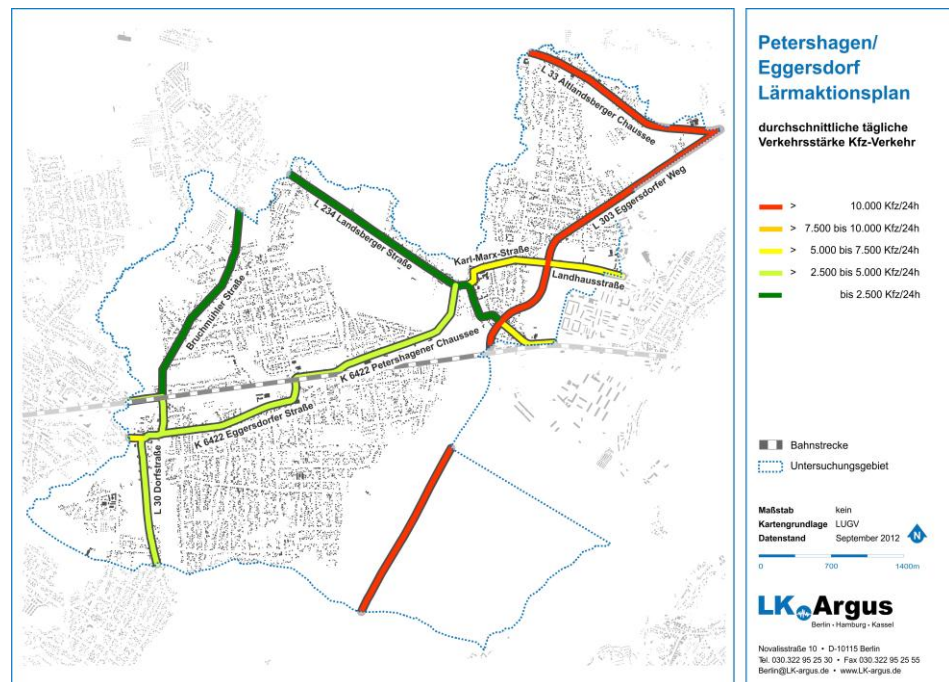 L 33 Altlandsberger Chaussee
L 234 Landsberger Straße
L 303 Eggersdorfer Weg
Karl-Marx-Straße
Landhausstraße
Bruchmühler Straße
K 6422 Petershagener Chaussee
K 6422 Eggersdorfer Straße
L 30 Dorfstraße
Petershagen/
Eggersdorf
Lärmaktionsplan
durchschnittliche tägliche
Verkehrsstärke Kfz-Verkehr
> 10.000 Kfz/24h
> 7.500 bis 10.000 Kfz/24h
> 5.000 bis 7.500 Kfz/24h
> 2.500 bis 5.000 Kfz/24h
bis 2.500 Kfz/24h
Bahnstrecke
Untersuchungsgebiet
Maßstab kein
Kartengrundlage LUGV
Datenstand September 2012
N
0 700 1400m
LK Argus
Berlin • Hamburg • Kassel
Novalisstraße 10 • D-10115 Berlin
Tel. 030.322 95 25 30 • Fax 030.322 95 25 55
Berlin@LK-argus.de • www.LK-argus.de